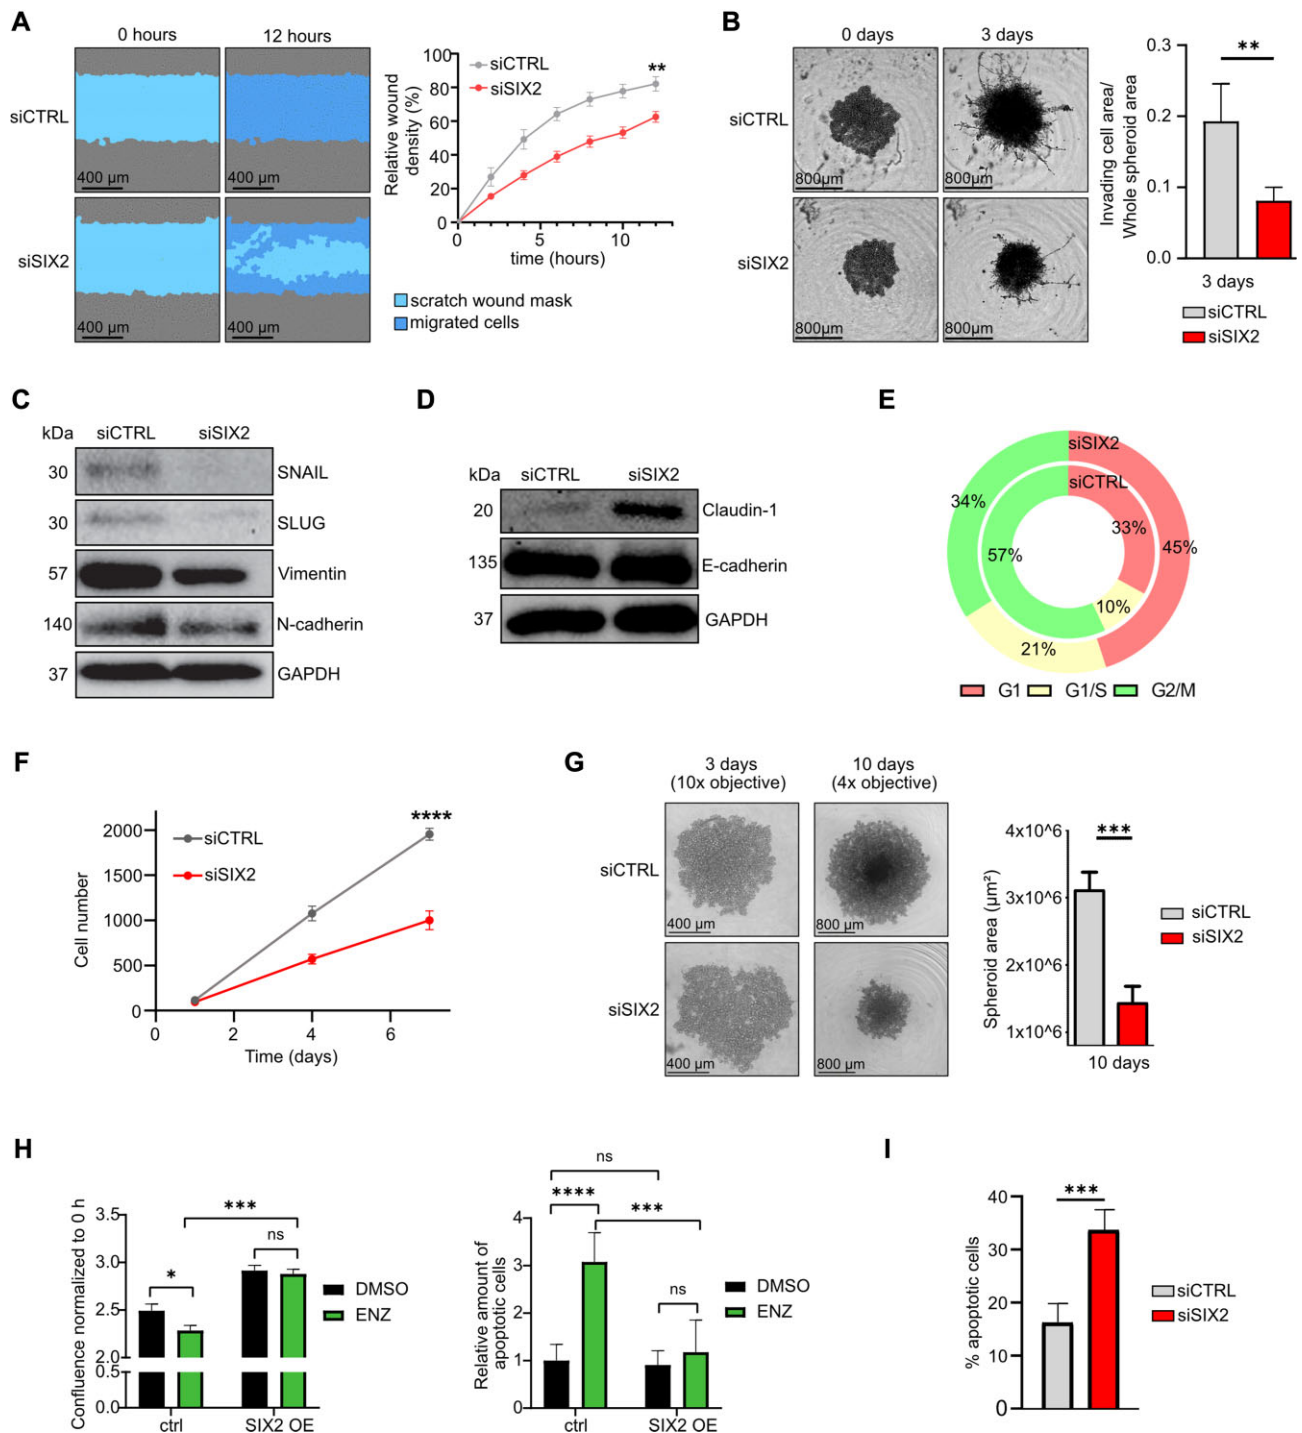 A
0 hours
12 hours
siCTRL
siSIX2
400 µm
400 µm
400 µm
400 µm
Relative wound
density (%)
100
80
60
40
20
0
siCTRL
siSIX2
**
0
5
10
time (hours)
scratch wound mask
migrated cells
B
0 days
3 days
siCTRL
siSIX2
800µm
800µm
800µm
800µm
Invading cell area/
Whole spheroid area
0.3
0.2
0.1
0.0
**
3 days
siCTRL
siSIX2
C
kDa
siCTRL
siSIX2
30
SNAIL
30
SLUG
57
Vimentin
140
N-cadherin
37
GAPDH
D
kDa
siCTRL
siSIX2
20
Claudin-1
135
E-cadherin
37
GAPDH
E
siSIX2
siCTRL
34%
57%
33%
45%
10%
21%
G1
G1/S
G2/M
F
Cell number
2000
1500
1000
500
0
siCTRL
siSIX2
****
0
2
4
6
Time (days)
G
3 days
(10x objective)
10 days
(4x objective)
siCTRL
siSIX2
400 µm
800 µm
400 µm
800 µm
Spheroid area (µm²)
4x10^6
3x10^6
2x10^6
1x10^6
***
10 days
siCTRL
siSIX2
H
Confluence normalized to 0 h
3.5
3.0
2.5
2.0
0.5
0.0
*
***
ns
ctrl
SIX2 OE
DMSO
ENZ
Relative amount of
apoptotic cells
4
3
2
1
0
ns
****
***
ns
ctrl
SIX2 OE
DMSO
ENZ
I
% apoptotic cells
40
30
20
10
0
***
siCTRL
siSIX2